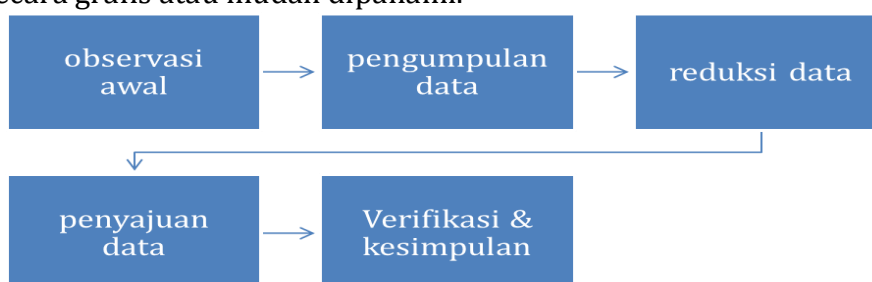 secara grafis atau mudah dipahami.
observasi
awal
pengumpulan
data
reduksi data
penyajuan
data
Verifikasi &
kesimpulan